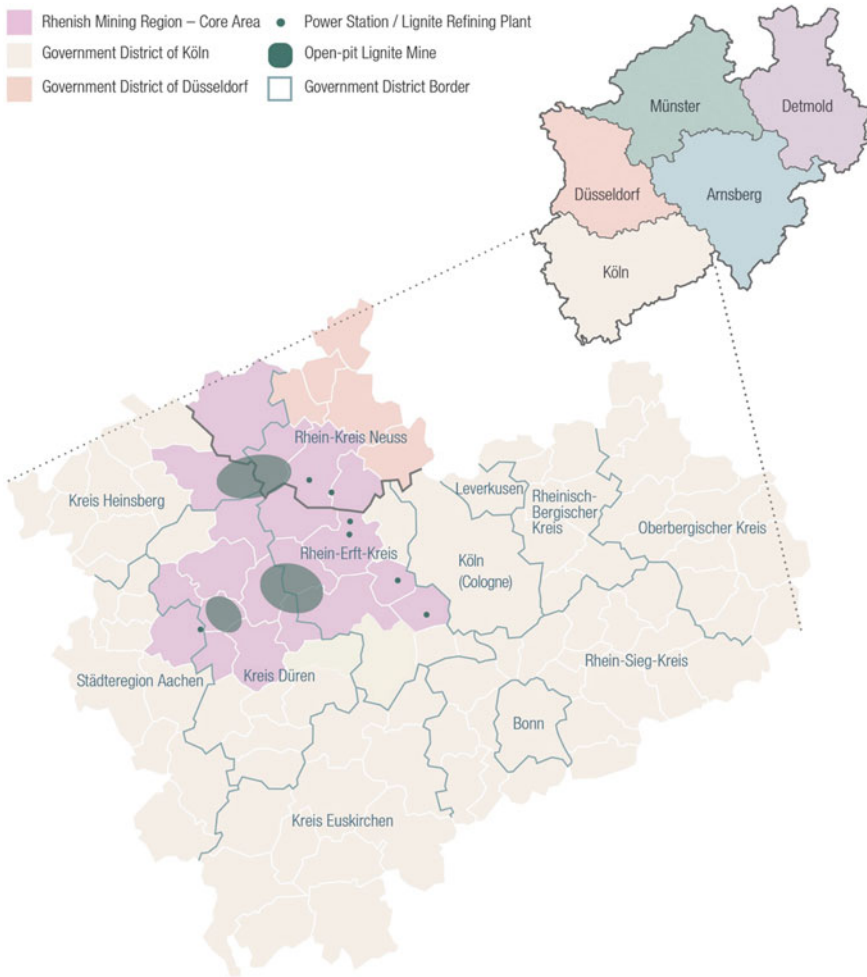 Rhenish Mining Region – Core Area
Power Station / Lignite Refining Plant
Government District of Köln
Open-pit Lignite Mine
Government District of Düsseldorf
Government District Border
Münster
Detmold
Düsseldorf
Arnsberg
Köln
Rhein-Kreis Neuss
Kreis Heinsberg
Leverkusen
Rheinisch-
Bergischer
Kreis
Oberbergischer Kreis
Rhein-Erft-Kreis
Köln
(Cologne)
Städteregion Aachen
Kreis Düren
Rhein-Sieg-Kreis
Bonn
Kreis Euskirchen